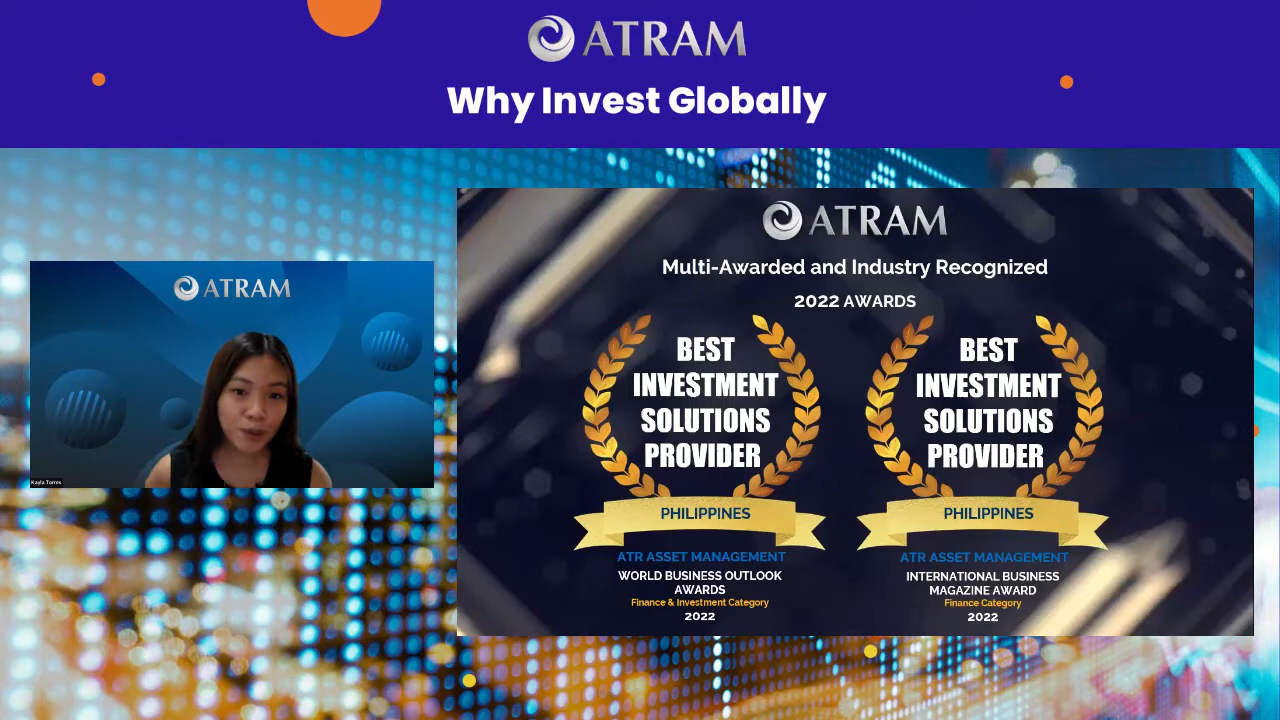 ATRAM
Why Invest Globally
ATRAM
Kayla Torres
ATRAM
Multi-Awarded and Industry Recognized
2022 AWARDS
BEST
INVESTMENT
SOLUTIONS
PROVIDER
PHILIPPINES
ATR ASSET MANAGEMENT
WORLD BUSINESS OUTLOOK
AWARDS
Finance & Investment Category
2022
BEST
INVESTMENT
SOLUTIONS
PROVIDER
PHILIPPINES
ATR ASSET MANAGEMENT
INTERNATIONAL BUSINESS
MAGAZINE AWARD
Finance Category
2022